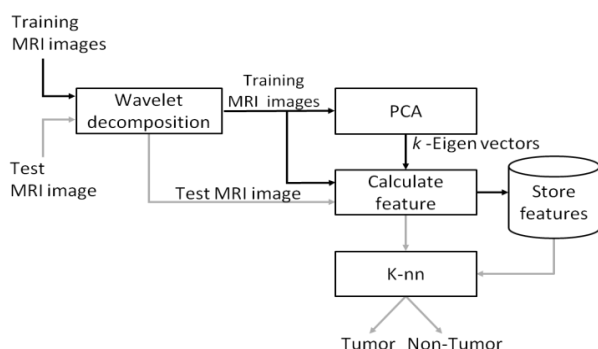 Training
MRI images
Training
MRI images
Wavelet
decomposition
PCA
k -Eigen vectors
Test
MRI image
Test MRI image
Calculate
feature
Store
features
K-nn
Tumor Non-Tumor